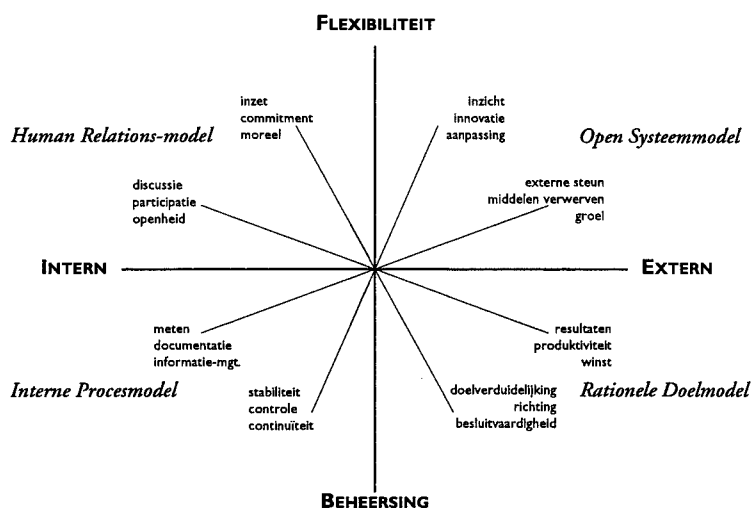 FLEXIBILITEIT
inzet
commitment
moreel
inzicht
innovatie
aanpassing
Human Relations-model
Open Systeemmodel
discussie
participatie
openheid
externe steun
middelen verwerven
groei
INTERN
EXTERN
meten
documentatie
informatie-mgt.
resultaten
produktiviteit
winst
Interne Procesmodel
stabiliteit
controle
continuïteit
doelverduidelijking
richting
besluitvaardigheid
Rationele Doelmodel
BEHEERSING